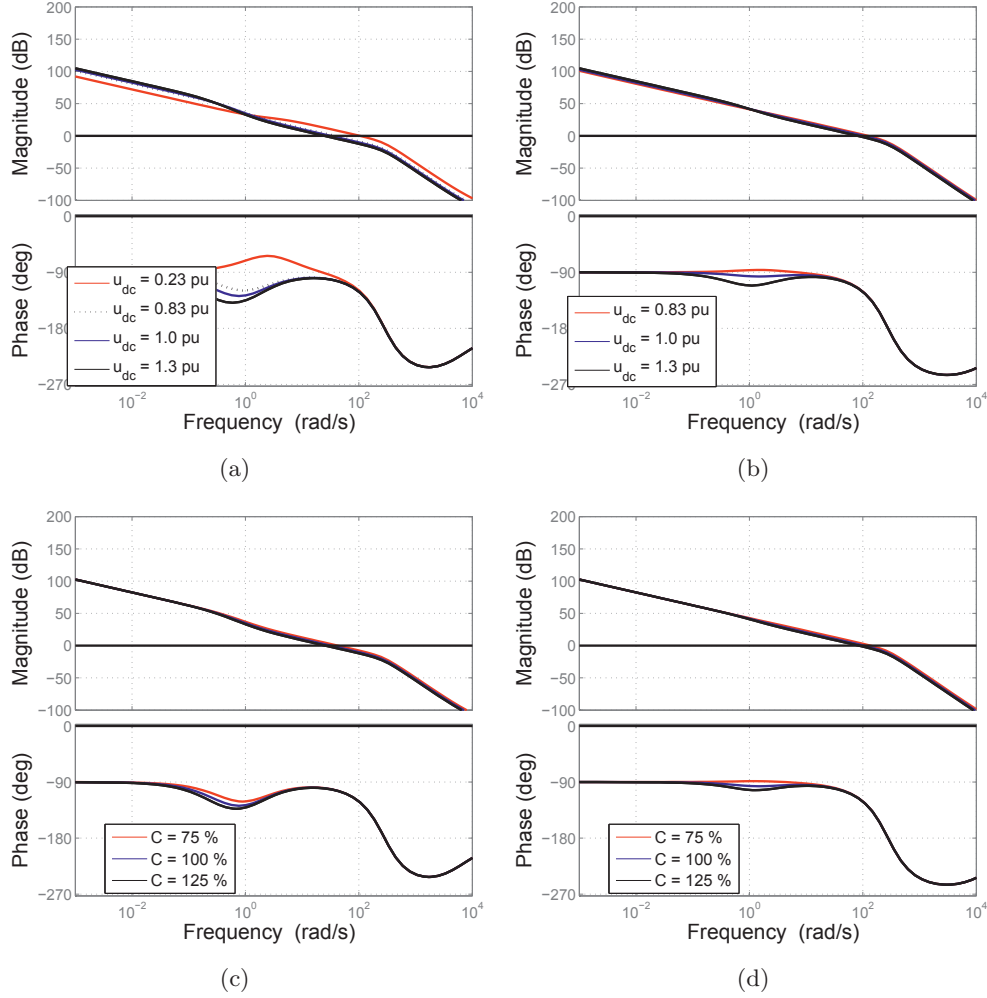 200
150
100
50
0
−50
−100
Magnitude (dB)
0
−90
−180
−270
Phase (deg)
u_dc = 0.23 pu
u_dc = 0.83 pu
u_dc = 1.0 pu
u_dc = 1.3 pu
10^−2 10^0 10^2 10^4
Frequency (rad/s)
(a)
200
150
100
50
0
−50
−100
Magnitude (dB)
0
−90
−180
−270
Phase (deg)
u_dc = 0.83 pu
u_dc = 1.0 pu
u_dc = 1.3 pu
10^−2 10^0 10^2 10^4
Frequency (rad/s)
(b)
200
150
100
50
0
−50
−100
Magnitude (dB)
0
−90
−180
−270
Phase (deg)
C = 75 %
C = 100 %
C = 125 %
10^−2 10^0 10^2 10^4
Frequency (rad/s)
(c)
200
150
100
50
0
−50
−100
Magnitude (dB)
0
−90
−180
−270
Phase (deg)
C = 75 %
C = 100 %
C = 125 %
10^−2 10^0 10^2 10^4
Frequency (rad/s)
(d)